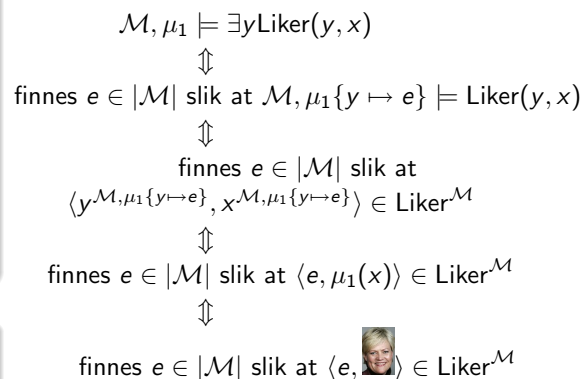 ℳ, μ₁ ⊨ ∃yLiker(y, x)
⇕
finnes e ∈ |ℳ| slik at ℳ, μ₁{y ↦ e} ⊨ Liker(y, x)
⇕
finnes e ∈ |ℳ| slik at
⟨y^{ℳ,μ₁{y↦e}}, x^{ℳ,μ₁{y↦e}}⟩ ∈ Liker^ℳ
⇕
finnes e ∈ |ℳ| slik at ⟨e, μ₁(x)⟩ ∈ Liker^ℳ
⇕
finnes e ∈ |ℳ| slik at ⟨e, ⟩ ∈ Liker^ℳ